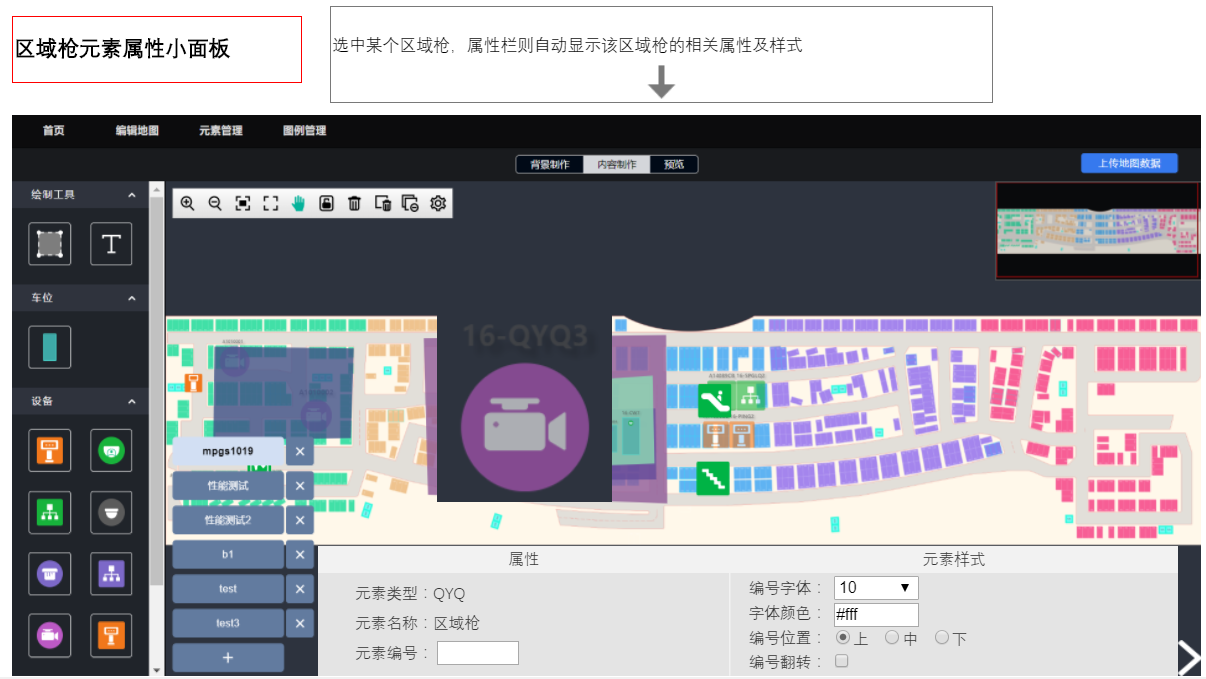 区域枪元素属性小面板
选中某个区域枪，属性栏则自动显示该区域枪的相关属性及样式
首页 编辑地图 元素管理 图例管理
背景制作 内容制作 预览 上传地图数据
绘制工具
T
车位
16-QYQ3
设备
mpgs1019 ×
性能测试 ×
性能测试2 ×
b1 ×
test ×
test3 ×
+
属性
元素类型：QYQ
元素名称：区域枪
元素编号：
元素样式
编号字体： 10
字体颜色： #fff
编号位置： 上 中 下
编号翻转：